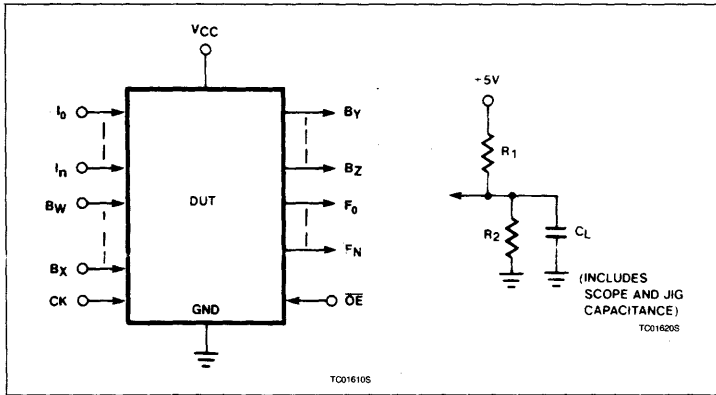 VCC
I0
In
BW
BX
CK
DUT
GND
BY
BZ
F0
FN
OE
TC01610S
+5V
R1
R2
CL
(INCLUDES
SCOPE AND JIG
CAPACITANCE)
TC01620S